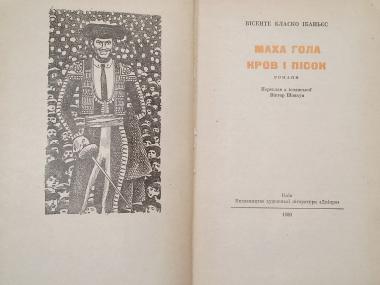 ВІСЕНТЕ БЛАСКО ІБАНЬЄС
МАХА ГОЛА
КРОВ І ПІСОК
РОМАНИ
Переклав з іспанської
Віктор Шовкун
Київ
Видавництво художньої літератури «Дніпро»
1980